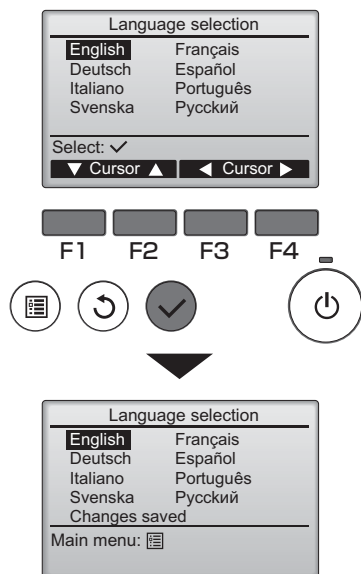 Language selection
English Français
Deutsch Español
Italiano Português
Svenska Русский
Select: ✓
▼ Cursor ▲ ◀ Cursor ▶
F1 F2 F3 F4
Language selection
English Français
Deutsch Español
Italiano Português
Svenska Русский
Changes saved
Main menu: